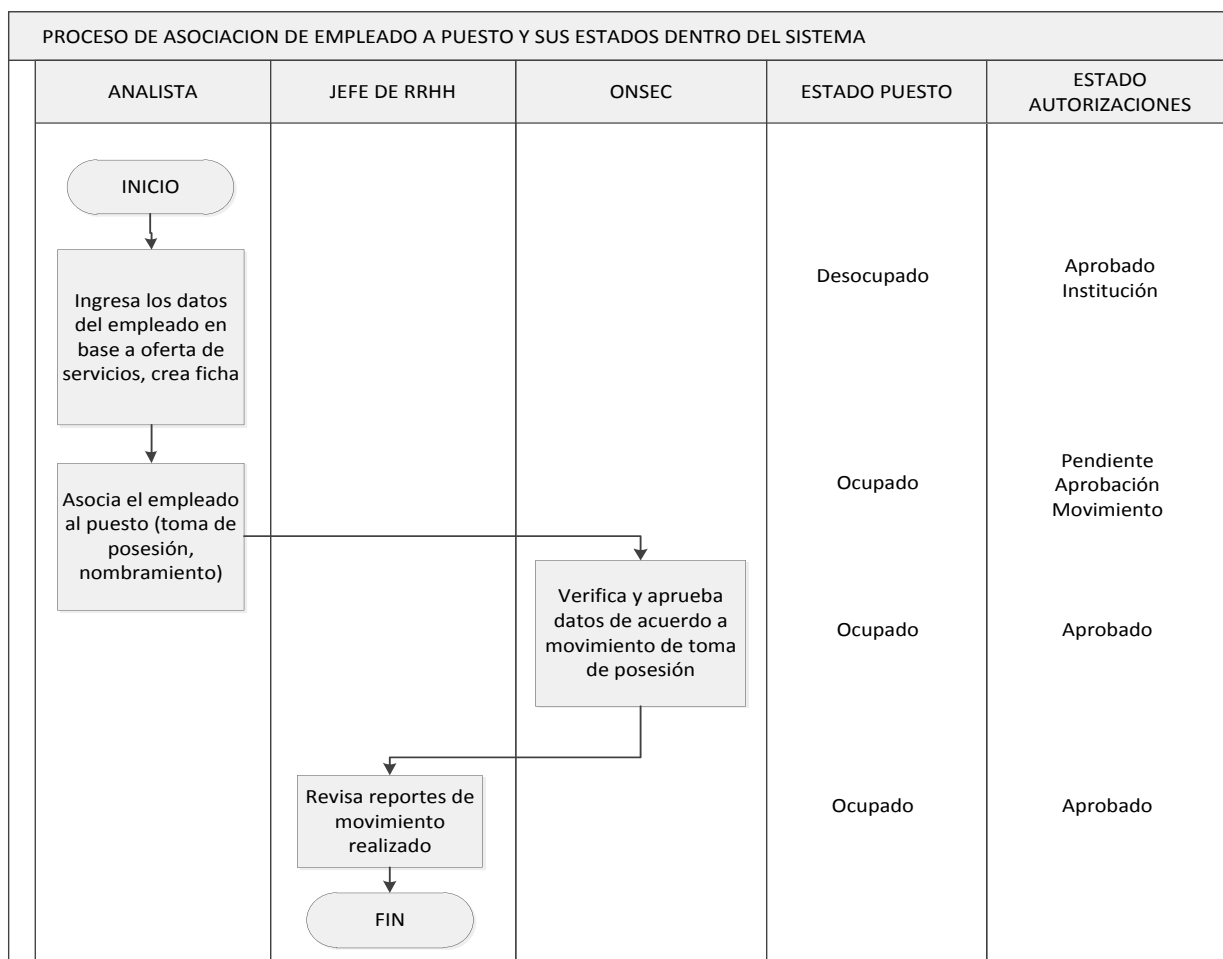 PROCESO DE ASOCIACION DE EMPLEADO A PUESTO Y SUS ESTADOS DENTRO DEL SISTEMA
ANALISTA
JEFE DE RRHH
ONSEC
ESTADO PUESTO
ESTADO
AUTORIZACIONES
INICIO
Ingresa los datos
del empleado en
base a oferta de
servicios, crea ficha
Desocupado
Aprobado
Institución
Asocia el empleado
al puesto (toma de
posesión,
nombramiento)
Ocupado
Pendiente
Aprobación
Movimiento
Verifica y aprueba
datos de acuerdo a
movimiento de toma
de posesión
Ocupado
Aprobado
Revisa reportes de
movimiento
realizado
Ocupado
Aprobado
FIN